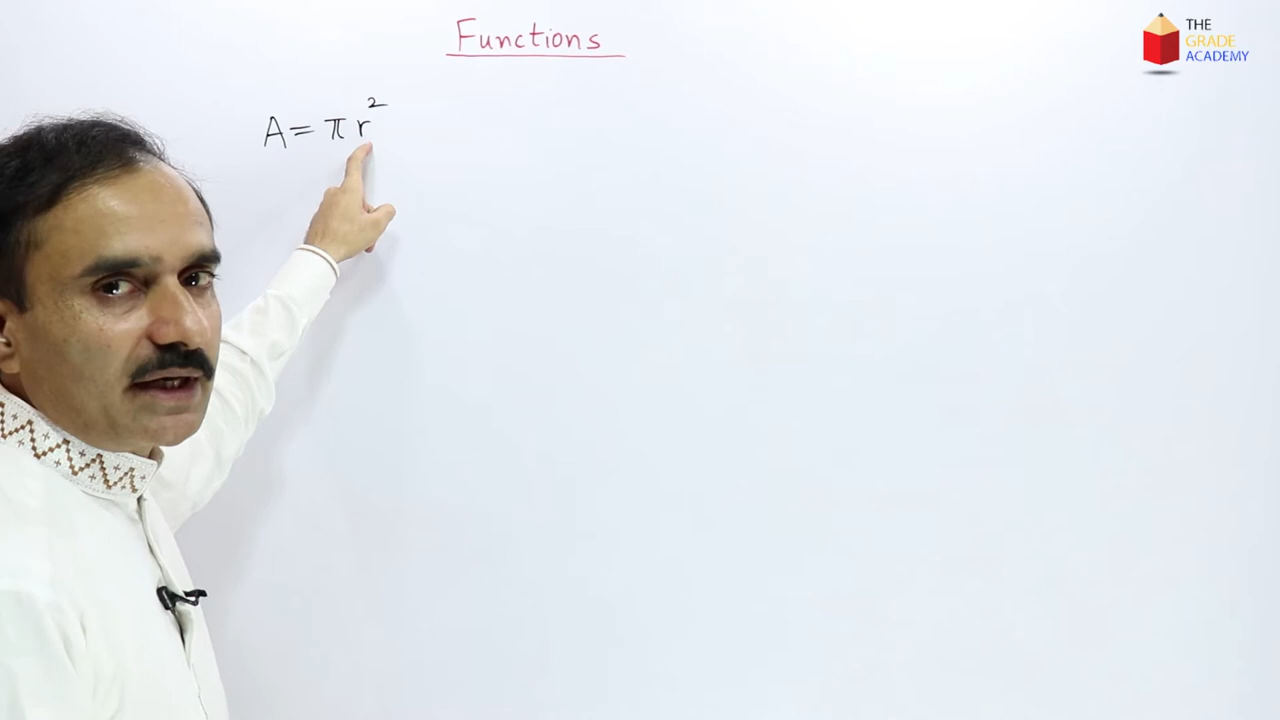 Functions
A = πr²
THE
GRADE
ACADEMY